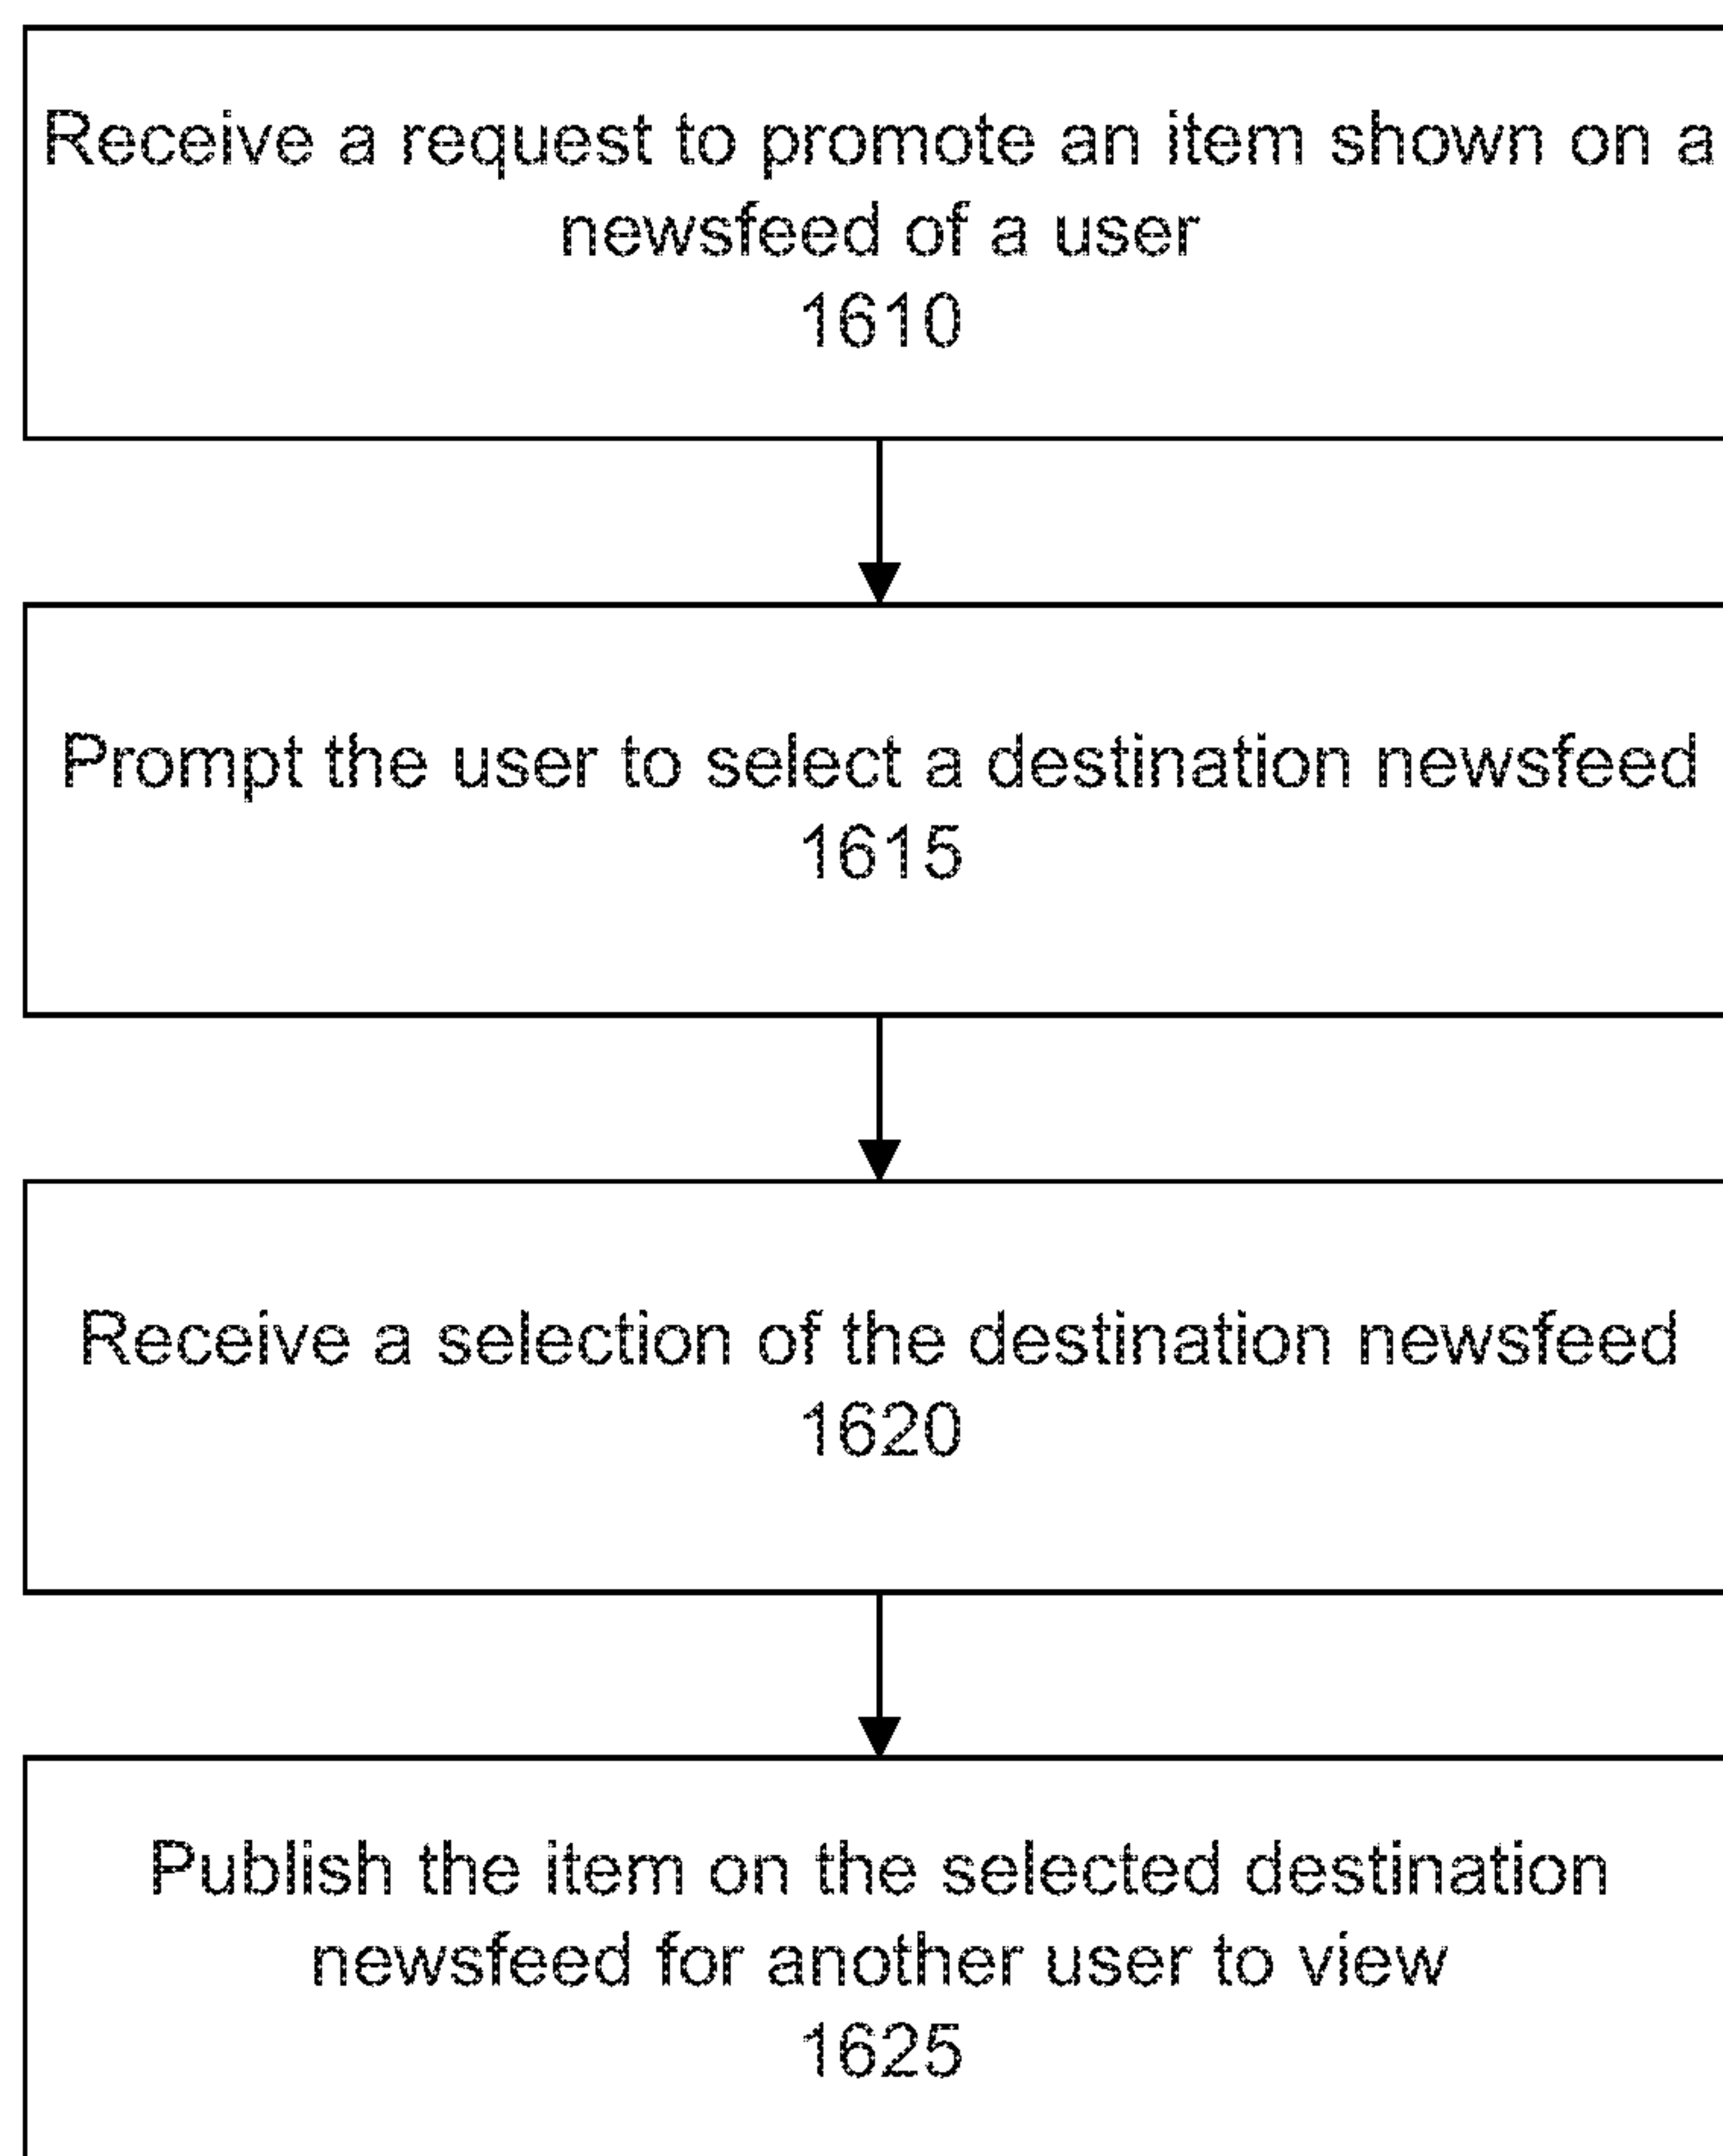 Receive a request to promote an item shown on a
newsfeed of a user
1610
Prompt the user to select a destination newsfeed
1615
Receive a selection of the destination newsfeed
1620
Publish the item on the selected destination
newsfeed for another user to view
1625